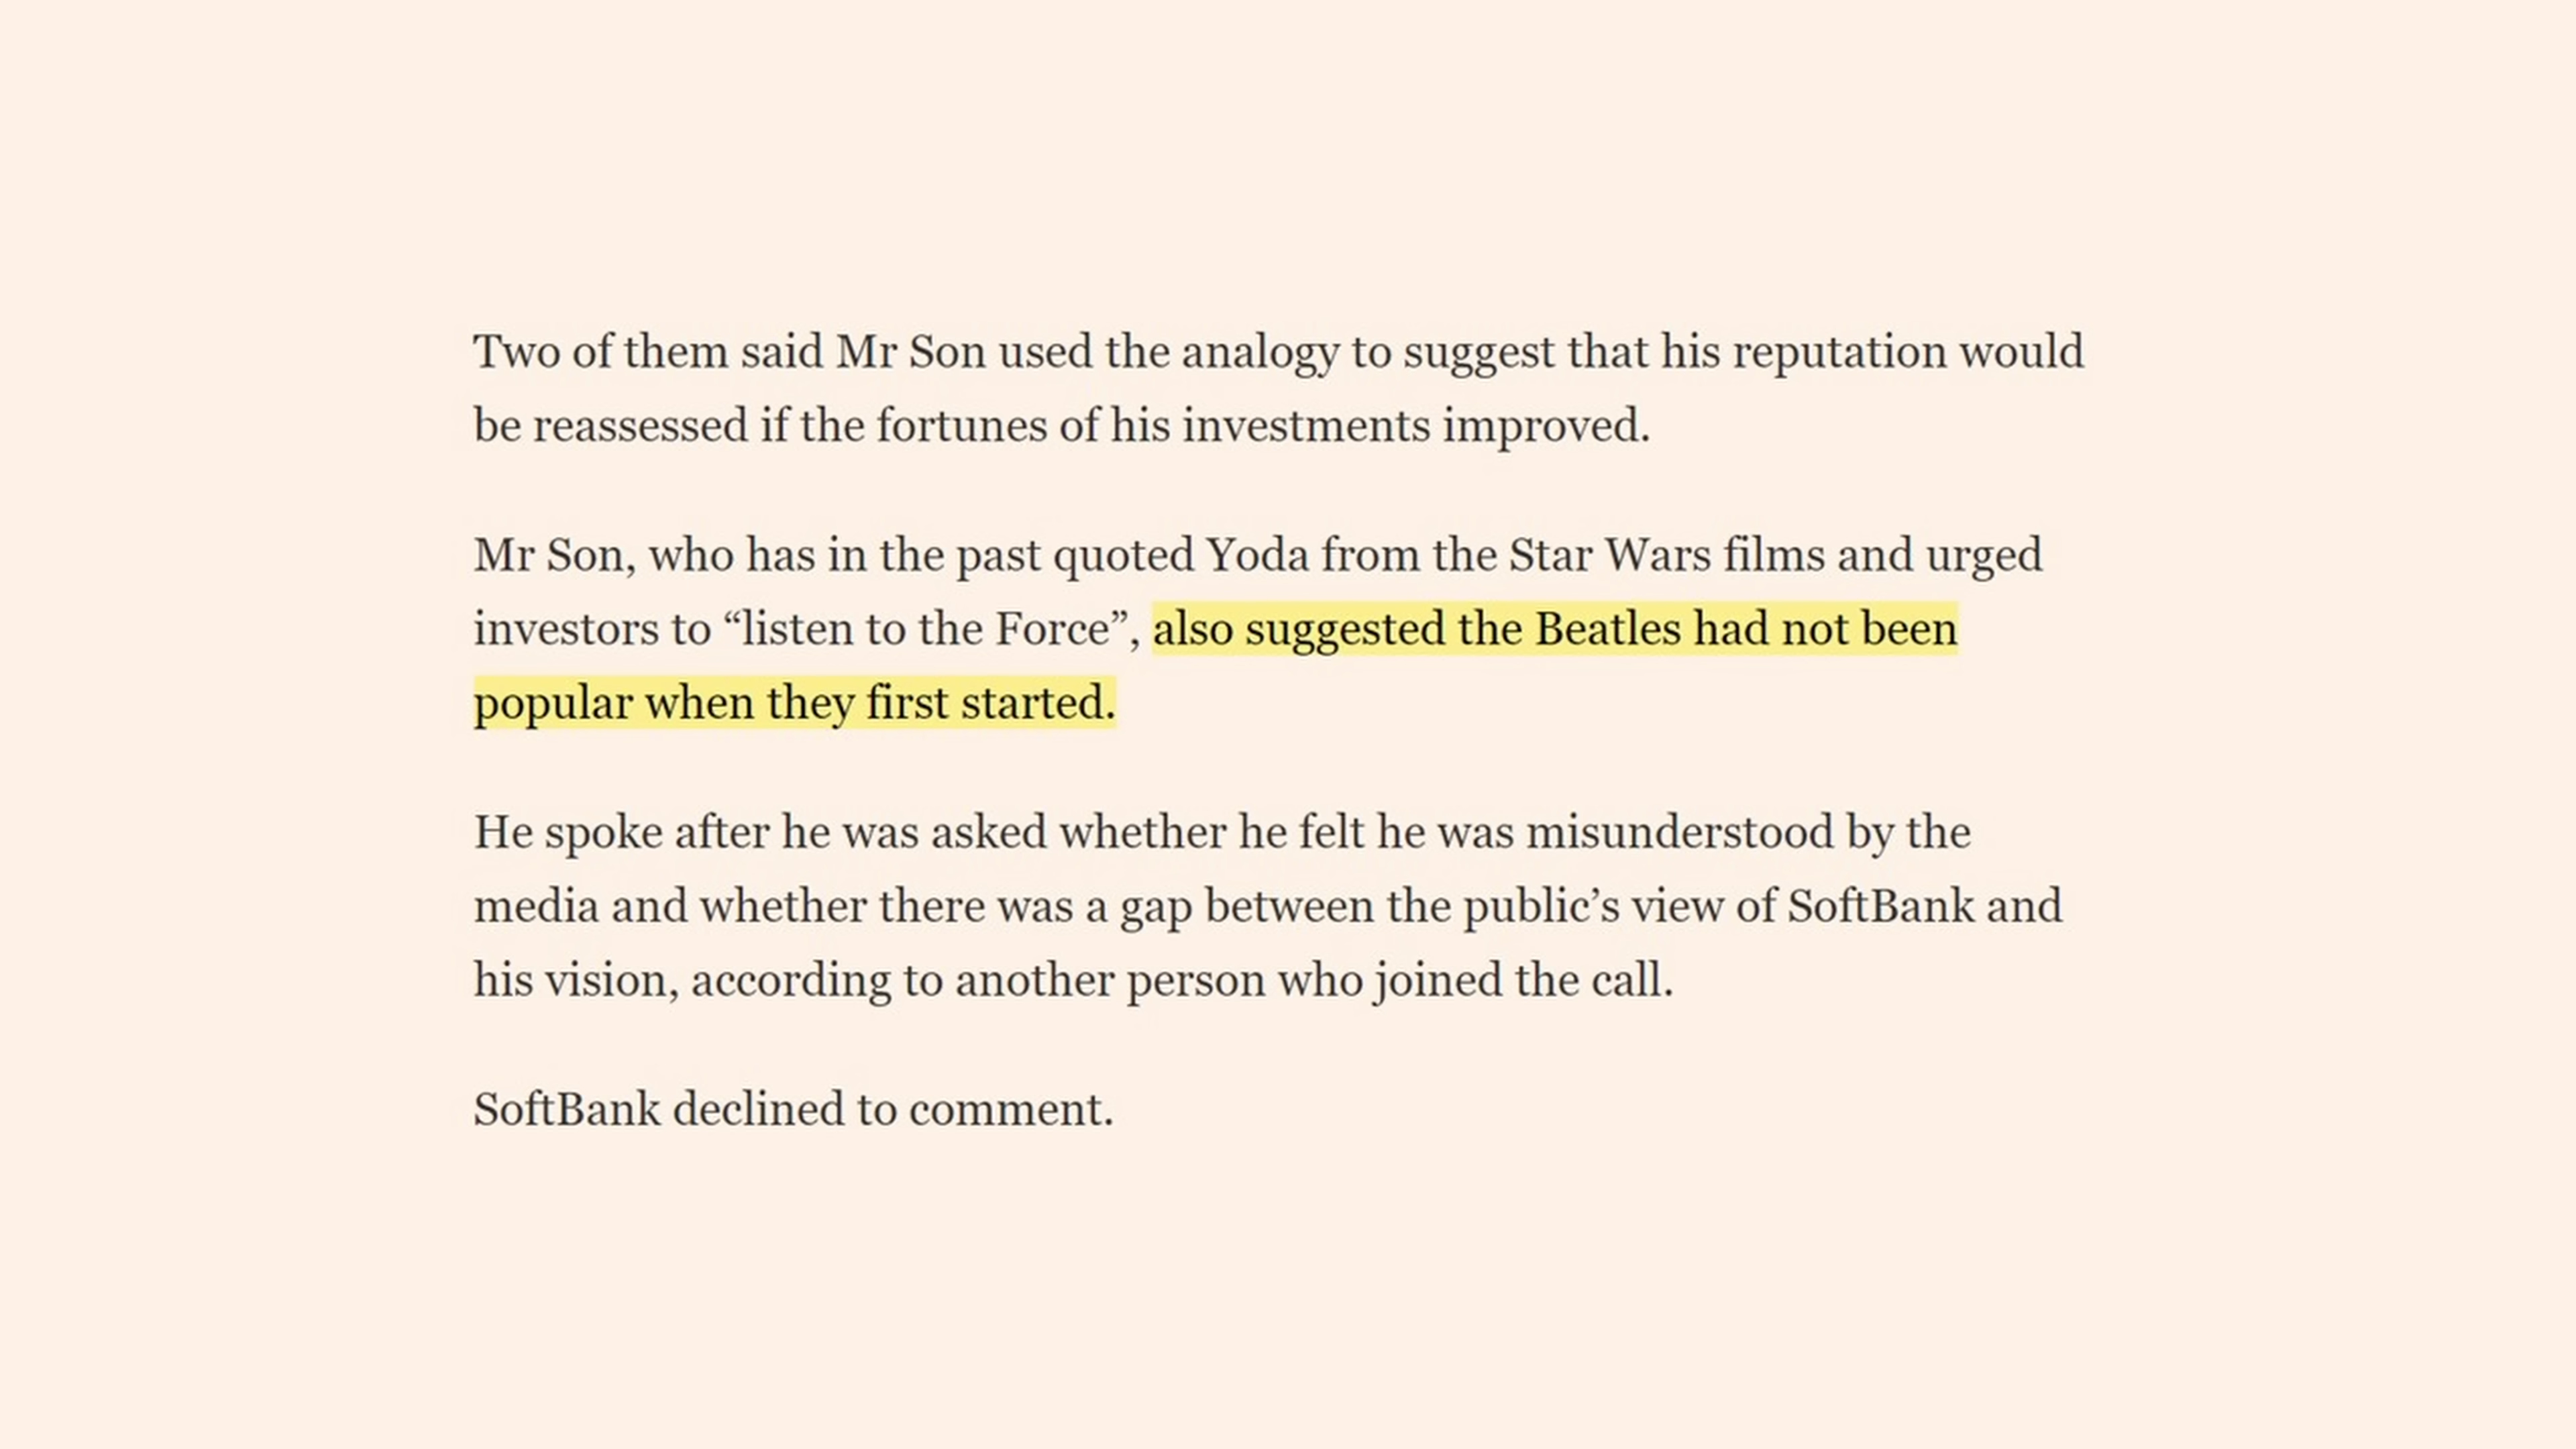 Two of them said Mr Son used the analogy to suggest that his reputation would
be reassessed if the fortunes of his investments improved.
Mr Son, who has in the past quoted Yoda from the Star Wars films and urged
investors to “listen to the Force”, also suggested the Beatles had not been
popular when they first started.
He spoke after he was asked whether he felt he was misunderstood by the
media and whether there was a gap between the public’s view of SoftBank and
his vision, according to another person who joined the call.
SoftBank declined to comment.